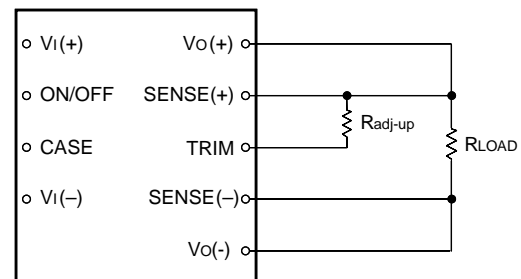 VI(+)
VO(+)
ON/OFF
SENSE(+)
Radj-up
CASE
TRIM
RLOAD
VI(–)
SENSE(–)
VO(-)